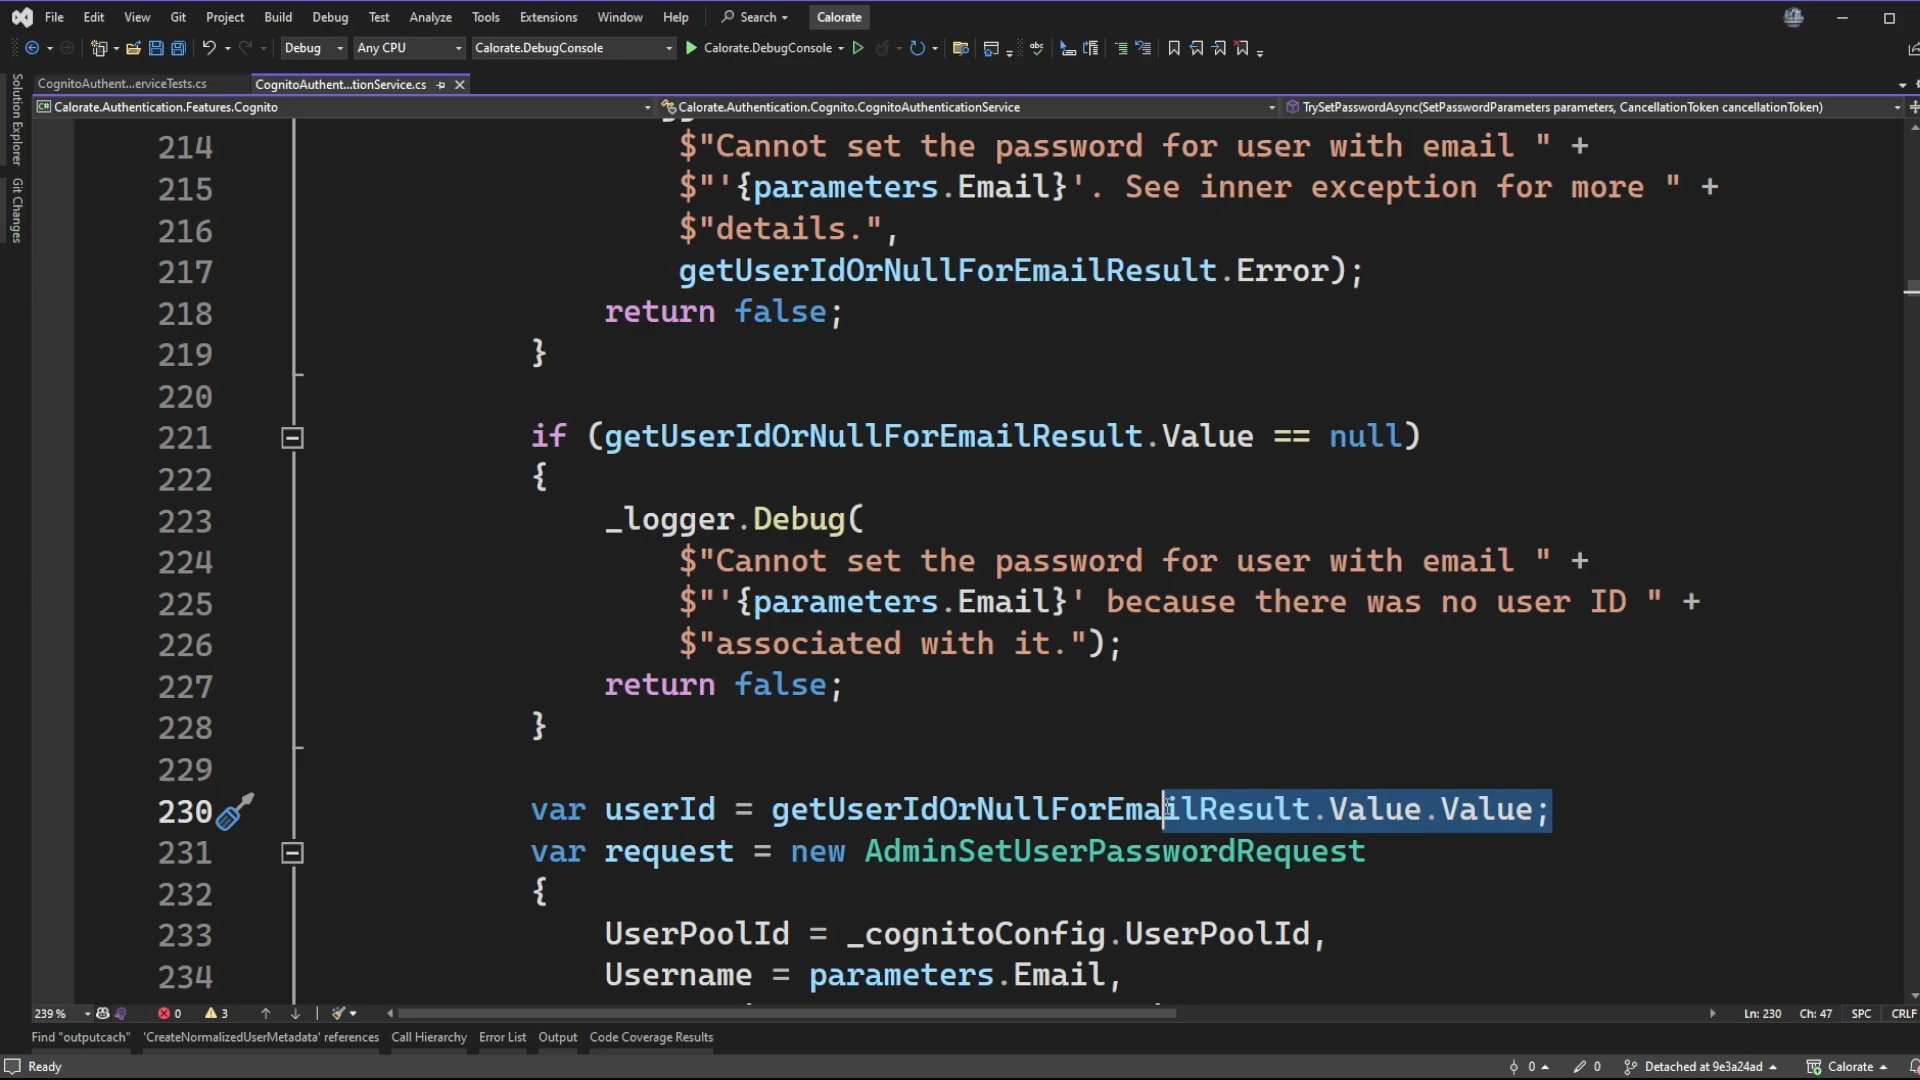 File Edit View Git Project Build Debug Test Analyze Tools Extensions Window Help Search Calorate
Debug Any CPU Calorate.DebugConsole Calorate.DebugConsole
CognitoAuthent...erviceTests.cs CognitoAuthent...tionService.cs
Calorate.Authentication.Features.Cognito Calorate.Authentication.Cognito.CognitoAuthenticationService TrySetPasswordAsync(SetPasswordParameters parameters, CancellationToken cancellationToken)
Solution Explorer
Git Changes
214 $"Cannot set the password for user with email " +
215 $"'{parameters.Email}'. See inner exception for more " +
216 $"details.",
217 getUserIdOrNullForEmailResult.Error);
218 return false;
219 }
220
221 if (getUserIdOrNullForEmailResult.Value == null)
222 {
223 _logger.Debug(
224 $"Cannot set the password for user with email " +
225 $"'{parameters.Email}' because there was no user ID " +
226 $"associated with it.");
227 return false;
228 }
229
230 var userId = getUserIdOrNullForEmailResult.Value.Value;
231 var request = new AdminSetUserPasswordRequest
232 {
233 UserPoolId = _cognitoConfig.UserPoolId,
234 Username = parameters.Email,
239 % 0 3 Ln: 230 Ch: 47 SPC CRLF
Find "outputcach" 'CreateNormalizedUserMetadata' references Call Hierarchy Error List Output Code Coverage Results
Ready 0 0 Detached at 9e3a24ad Calorate